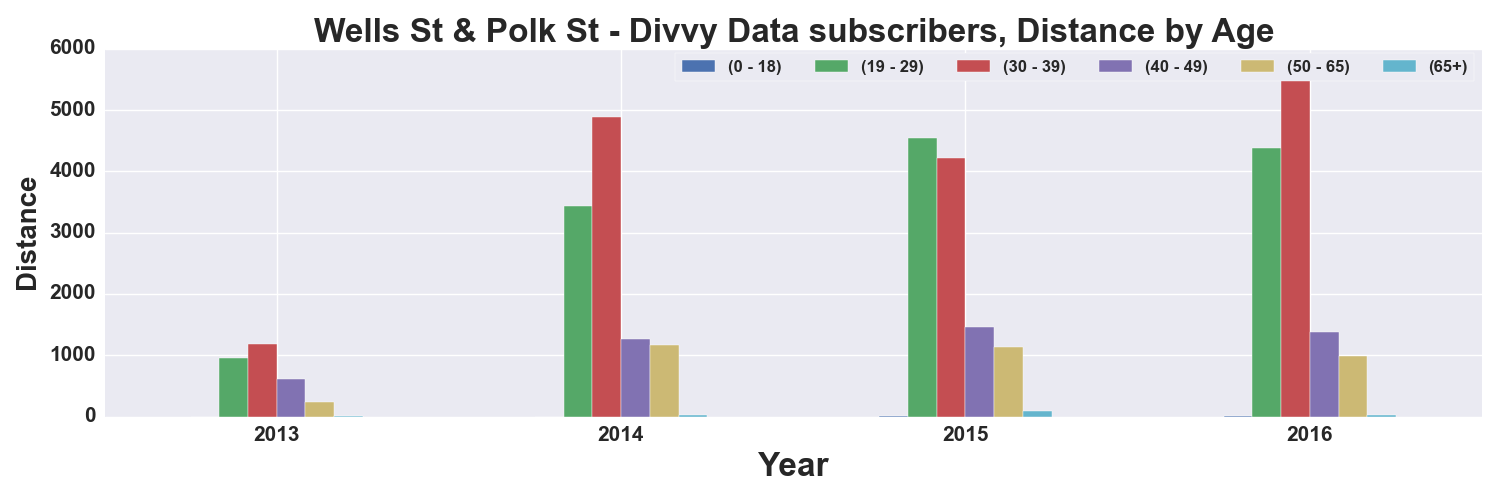 Wells St & Polk St - Divvy Data subscribers, Distance by Age
6000
5000
4000
3000
2000
1000
0
Distance
(0 - 18) (19 - 29) (30 - 39) (40 - 49) (50 - 65) (65+)
2013 2014 2015 2016
Year